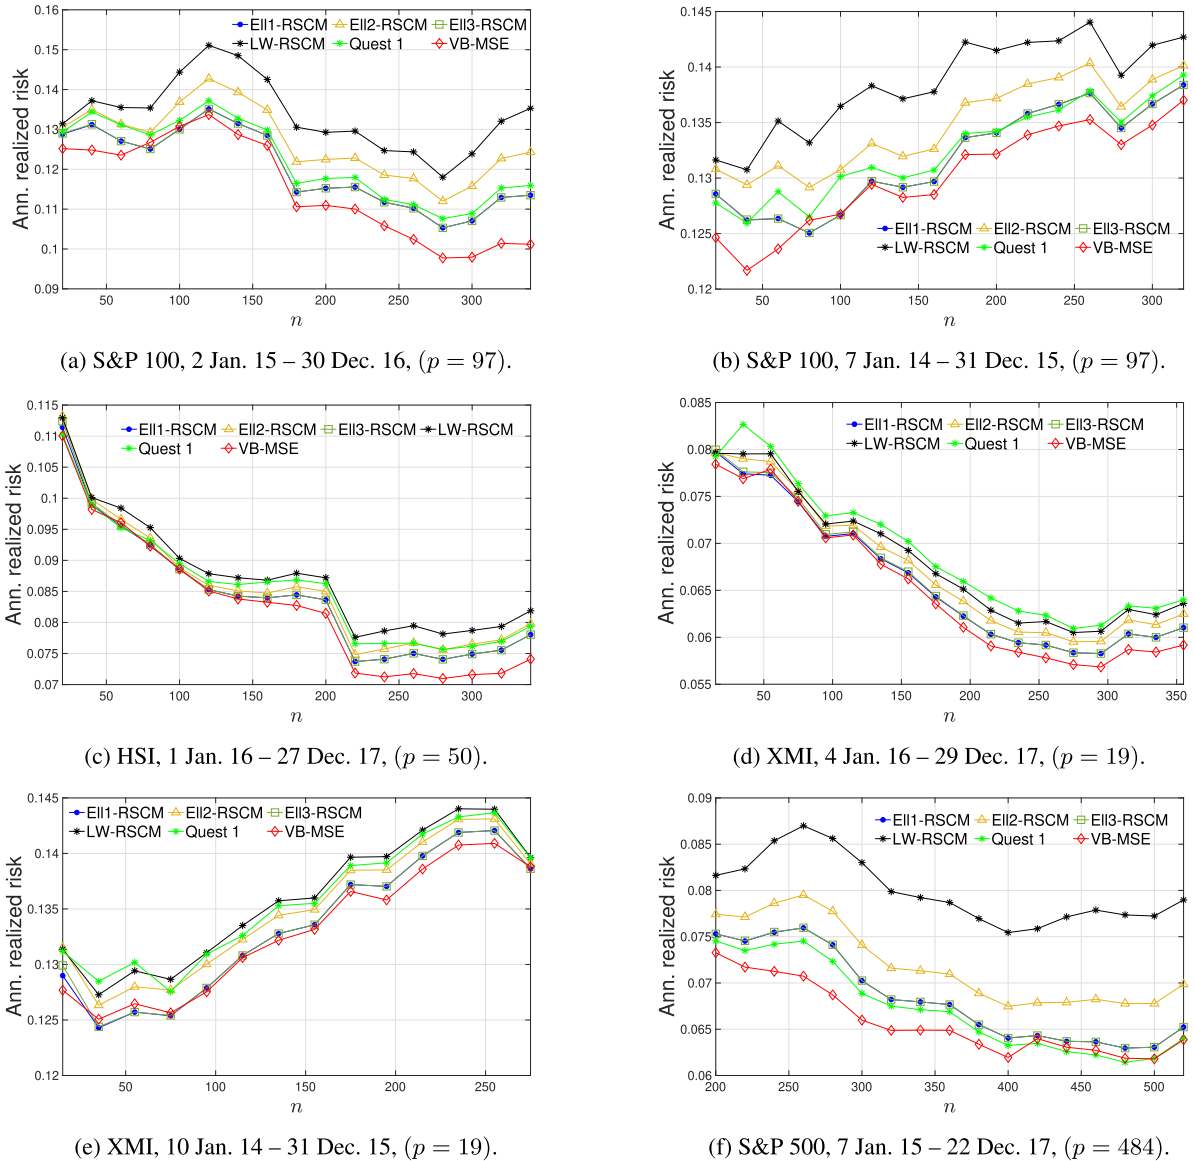 0.16
0.15
0.14
0.13
0.12
0.11
0.1
0.09
Ann. realized risk
Ell1-RSCM Ell2-RSCM Ell3-RSCM
LW-RSCM Quest 1 VB-MSE
50 100 150 200 250 300
n
(a) S&P 100, 2 Jan. 15 – 30 Dec. 16, (p = 97).
0.145
0.14
0.135
0.13
0.125
0.12
Ann. realized risk
Ell1-RSCM Ell2-RSCM Ell3-RSCM
LW-RSCM Quest 1 VB-MSE
50 100 150 200 250 300
n
(b) S&P 100, 7 Jan. 14 – 31 Dec. 15, (p = 97).
0.115
0.11
0.105
0.1
0.095
0.09
0.085
0.08
0.075
0.07
Ann. realized risk
Ell1-RSCM Ell2-RSCM Ell3-RSCM LW-RSCM
Quest 1 VB-MSE
50 100 150 200 250 300
n
(c) HSI, 1 Jan. 16 – 27 Dec. 17, (p = 50).
0.085
0.08
0.075
0.07
0.065
0.06
0.055
Ann. realized risk
Ell1-RSCM Ell2-RSCM Ell3-RSCM
LW-RSCM Quest 1 VB-MSE
50 100 150 200 250 300 350
n
(d) XMI, 4 Jan. 16 – 29 Dec. 17, (p = 19).
0.145
0.14
0.135
0.13
0.125
0.12
Ann. realized risk
Ell1-RSCM Ell2-RSCM Ell3-RSCM
LW-RSCM Quest 1 VB-MSE
50 100 150 200 250
n
(e) XMI, 10 Jan. 14 – 31 Dec. 15, (p = 19).
0.09
0.085
0.08
0.075
0.07
0.065
0.06
Ann. realized risk
Ell1-RSCM Ell2-RSCM Ell3-RSCM
LW-RSCM Quest 1 VB-MSE
200 250 300 350 400 450 500
n
(f) S&P 500, 7 Jan. 15 – 22 Dec. 17, (p = 484).